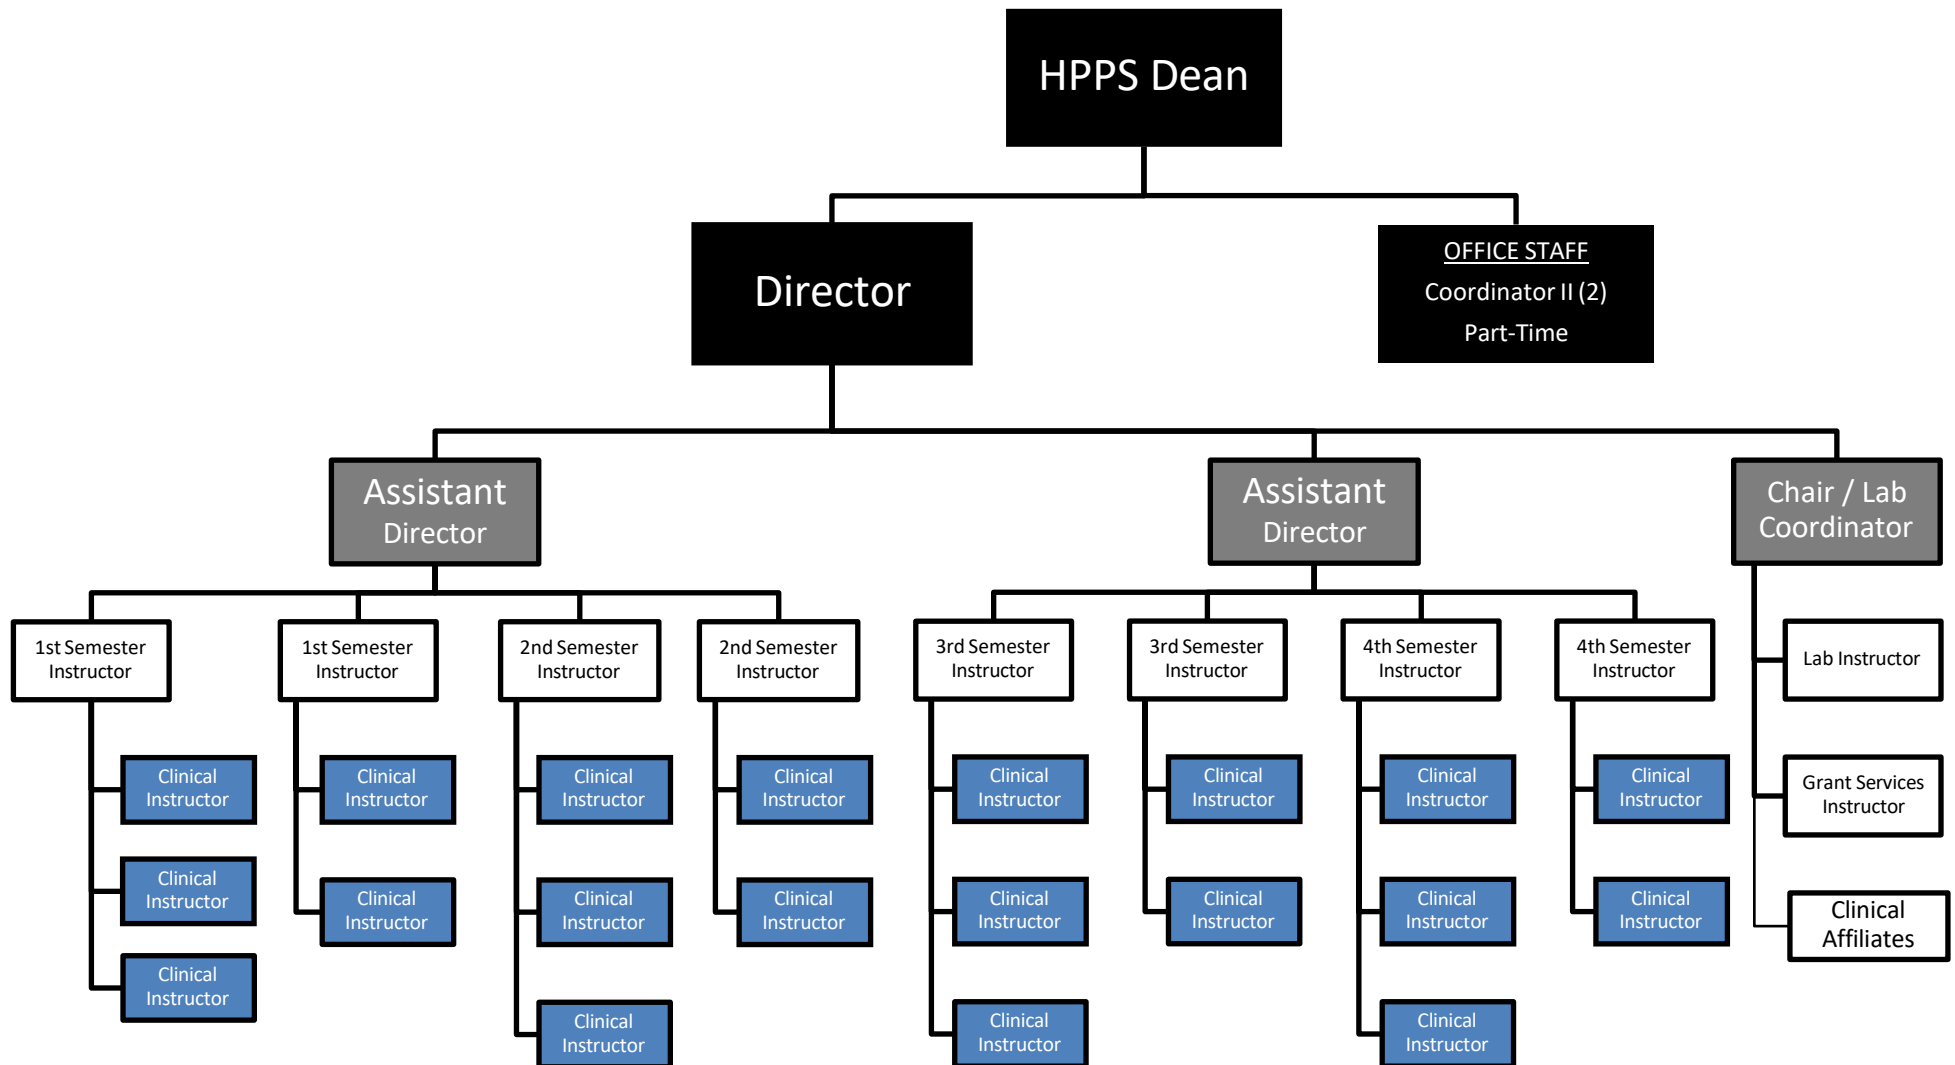 HPPS Dean
Director
OFFICE STAFF
Coordinator II (2)
Part-Time
Assistant
Director
Assistant
Director
Chair / Lab
Coordinator
1st Semester
Instructor
1st Semester
Instructor
2nd Semester
Instructor
2nd Semester
Instructor
3rd Semester
Instructor
3rd Semester
Instructor
4th Semester
Instructor
4th Semester
Instructor
Lab Instructor
Clinical
Instructor
Clinical
Instructor
Clinical
Instructor
Clinical
Instructor
Clinical
Instructor
Clinical
Instructor
Clinical
Instructor
Clinical
Instructor
Grant Services
Instructor
Clinical
Instructor
Clinical
Instructor
Clinical
Instructor
Clinical
Instructor
Clinical
Instructor
Clinical
Instructor
Clinical
Instructor
Clinical
Instructor
Clinical
Affiliates
Clinical
Instructor
Clinical
Instructor
Clinical
Instructor
Clinical
Instructor